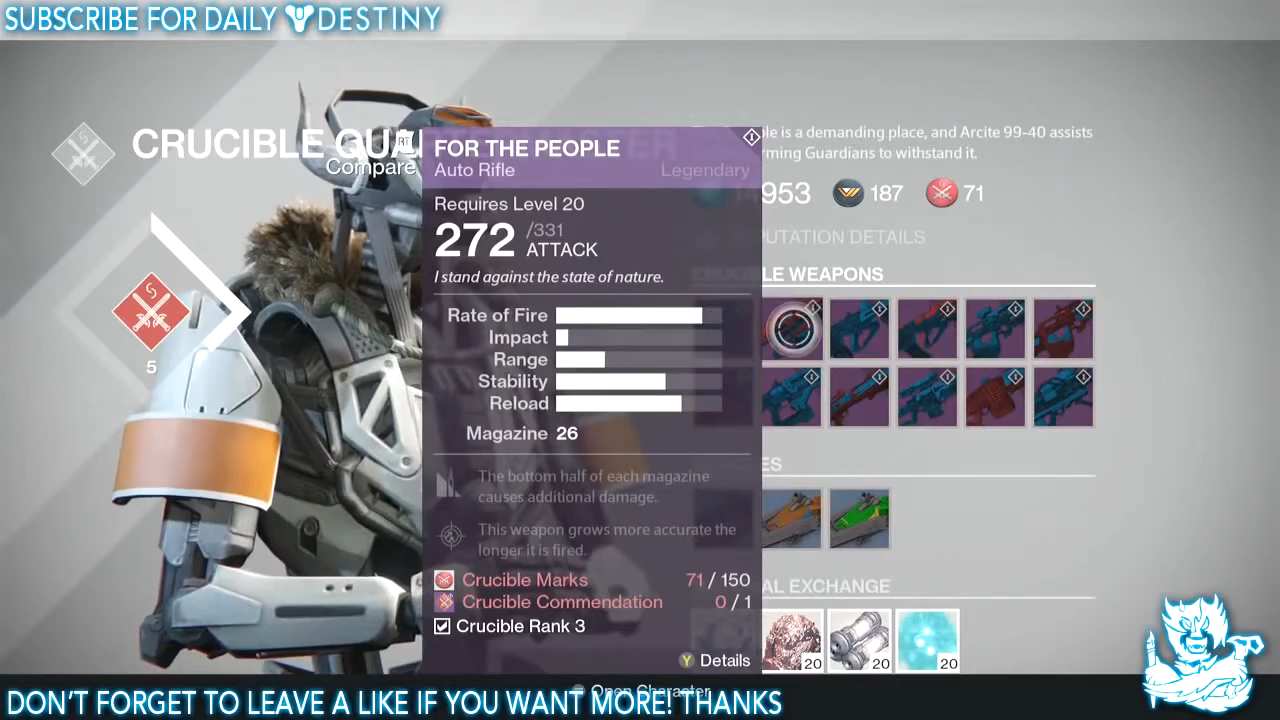 SUBSCRIBE FOR DAILY DESTINY
CRUCIBLE QUARTERMASTER
Compare
FOR THE PEOPLE
Auto Rifle Legendary
Requires Level 20
272 /331 ATTACK
I stand against the state of nature.
Rate of Fire
Impact
Range
Stability
Reload
Magazine 26
The bottom half of each magazine
causes additional damage.
This weapon grows more accurate the
longer it is fired.
Crucible Marks 71 / 150
Crucible Commendation 0 / 1
Crucible Rank 3
Y Details
5
le is a demanding place, and Arcite 99-40 assists
rming Guardians to withstand it.
953 187 71
PUTATION DETAILS
CRUCIBLE WEAPONS
ES
AL EXCHANGE
20 20 20
Open Character
DON'T FORGET TO LEAVE A LIKE IF YOU WANT MORE! THANKS